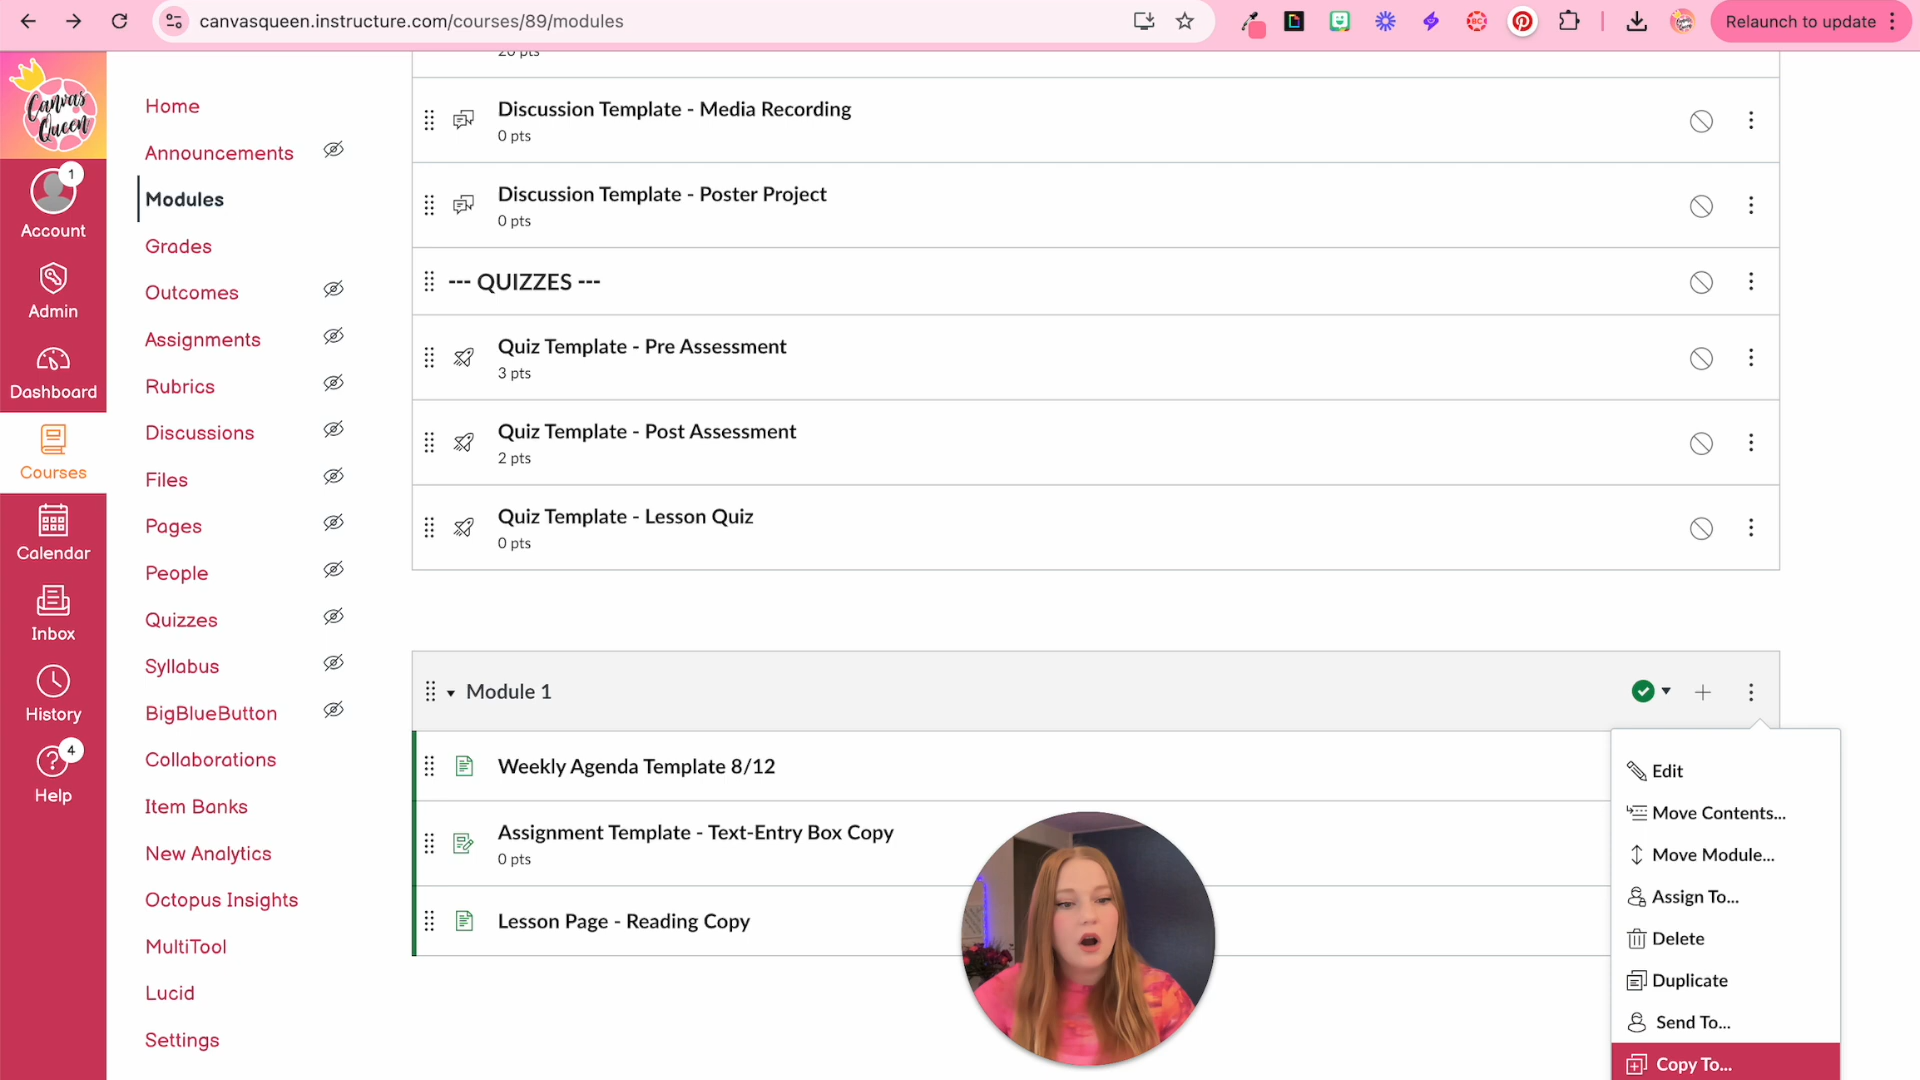 canvasqueen.instructure.com/courses/89/modules
Relaunch to update
Canvas
Queen
1
Account
Admin
Dashboard
Courses
Calendar
Inbox
History
4
Help
Home
Announcements
Modules
Grades
Outcomes
Assignments
Rubrics
Discussions
Files
Pages
People
Quizzes
Syllabus
BigBlueButton
Collaborations
Item Banks
New Analytics
Octopus Insights
MultiTool
Lucid
Settings
20 pts
Discussion Template - Media Recording
0 pts
Discussion Template - Poster Project
0 pts
--- QUIZZES ---
Quiz Template - Pre Assessment
3 pts
Quiz Template - Post Assessment
2 pts
Quiz Template - Lesson Quiz
0 pts
Module 1
Weekly Agenda Template 8/12
Assignment Template - Text-Entry Box Copy
0 pts
Lesson Page - Reading Copy
Edit
Move Contents...
Move Module...
Assign To...
Delete
Duplicate
Send To...
Copy To...